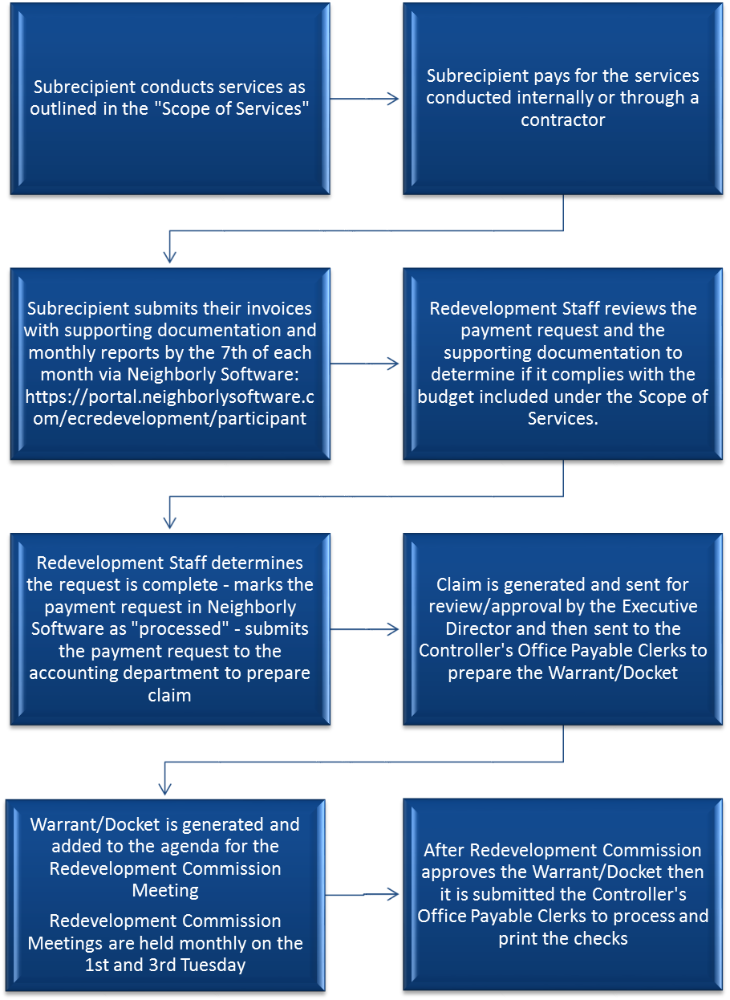 Subrecipient conducts services as
outlined in the "Scope of Services"
Subrecipient pays for the services
conducted internally or through a
contractor
Subrecipient submits their invoices
with supporting documentation and
monthly reports by the 7th of each
month via Neighborly Software:
https://portal.neighborlysoftware.c
om/ecredevelopment/participant
Redevelopment Staff reviews the
payment request and the
supporting documentation to
determine if it complies with the
budget included under the Scope of
Services.
Redevelopment Staff determines
the request is complete - marks the
payment request in Neighborly
Software as "processed" - submits
the payment request to the
accounting department to prepare
claim
Claim is generated and sent for
review/approval by the Executive
Director and then sent to the
Controller's Office Payable Clerks to
prepare the Warrant/Docket
Warrant/Docket is generated and
added to the agenda for the
Redevelopment Commission
Meeting
Redevelopment Commission
Meetings are held monthly on the
1st and 3rd Tuesday
After Redevelopment Commission
approves the Warrant/Docket then
it is submitted the Controller's
Office Payable Clerks to process and
print the checks